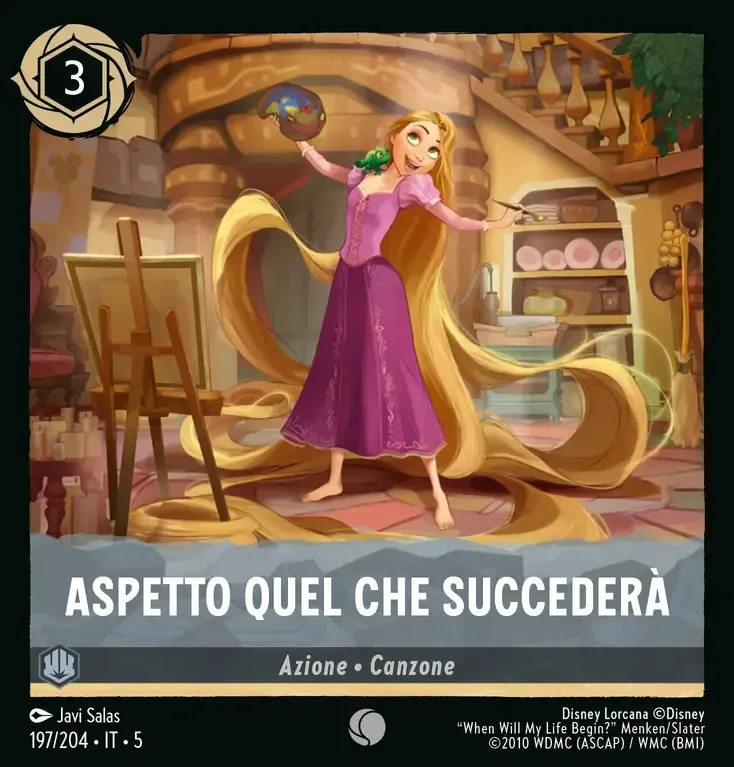 3
ASPETTO QUEL CHE SUCCEDERÀ
Azione • Canzone
Javi Salas
197/204 • IT • 5
Disney Lorcana ©Disney
“When Will My Life Begin?” Menken/Slater
©2010 WDMC (ASCAP) / WMC (BMI)